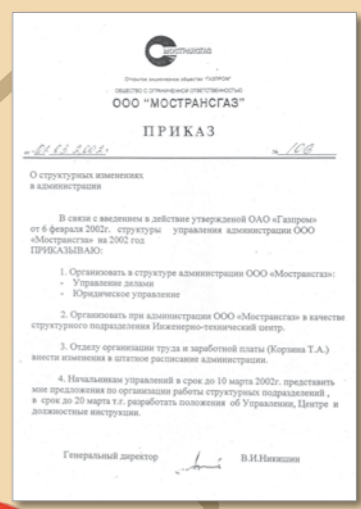 МОСТРАНСГАЗ
Открытое акционерное общество "ГАЗПРОМ"
ОБЩЕСТВО С ОГРАНИЧЕННОЙ ОТВЕТСТВЕННОСТЬЮ
ООО "МОСТРАНСГАЗ"
ПРИКАЗ
№
О структурных изменениях
в администрации
В связи с введением в действие утвержденой ОАО «Газпром»
от 6 февраля 2002г. структуры управления администрации ООО
«Мострансгаз» на 2002 год
ПРИКАЗЫВАЮ:
1. Организовать в структуре администрации ООО «Мострансгаз»:
- Управление делами
- Юридическое управление
2. Организовать при администрации ООО «Мострансгаз» в качестве
структурного подразделения Инженерно-технический центр.
3. Отделу организации труда и заработной платы (Корзина Т.А.)
внести изменения в штатное расписание администрации.
4. Начальникам управлений в срок до 10 марта 2002г. представить
мне предложения по организации работы структурных подразделений ,
в срок до 20 марта т.г. разработать положения об Управлении, Центре и
должностные инструкции.
Генеральный директор В.И.Никишин